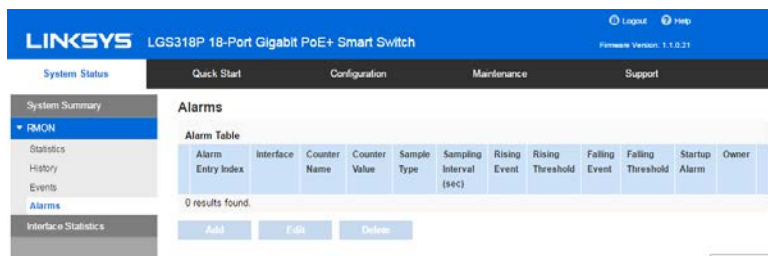 Logout Help
LINKSYS LGS318P 18-Port Gigabit PoE+ Smart Switch
Firmware Version: 1.1.0.21
System Status Quick Start Configuration Maintenance Support
System Summary
RMON
Statistics
History
Events
Alarms
Interface Statistics
Alarms
Alarm Table
Alarm Entry Index Interface Counter Name Counter Value Sample Type Sampling Interval (sec) Rising Event Rising Threshold Falling Event Falling Threshold Startup Alarm Owner
0 results found.
Add Edit Delete